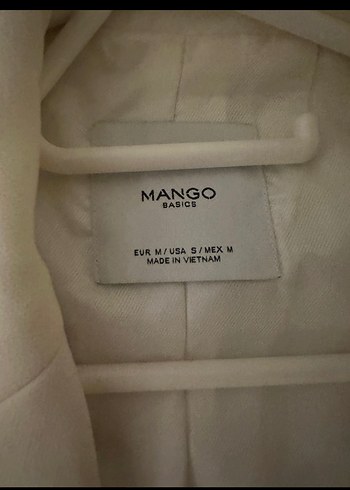 MANGO
BASICS
EUR M / USA S / MEX M
MADE IN VIETNAM